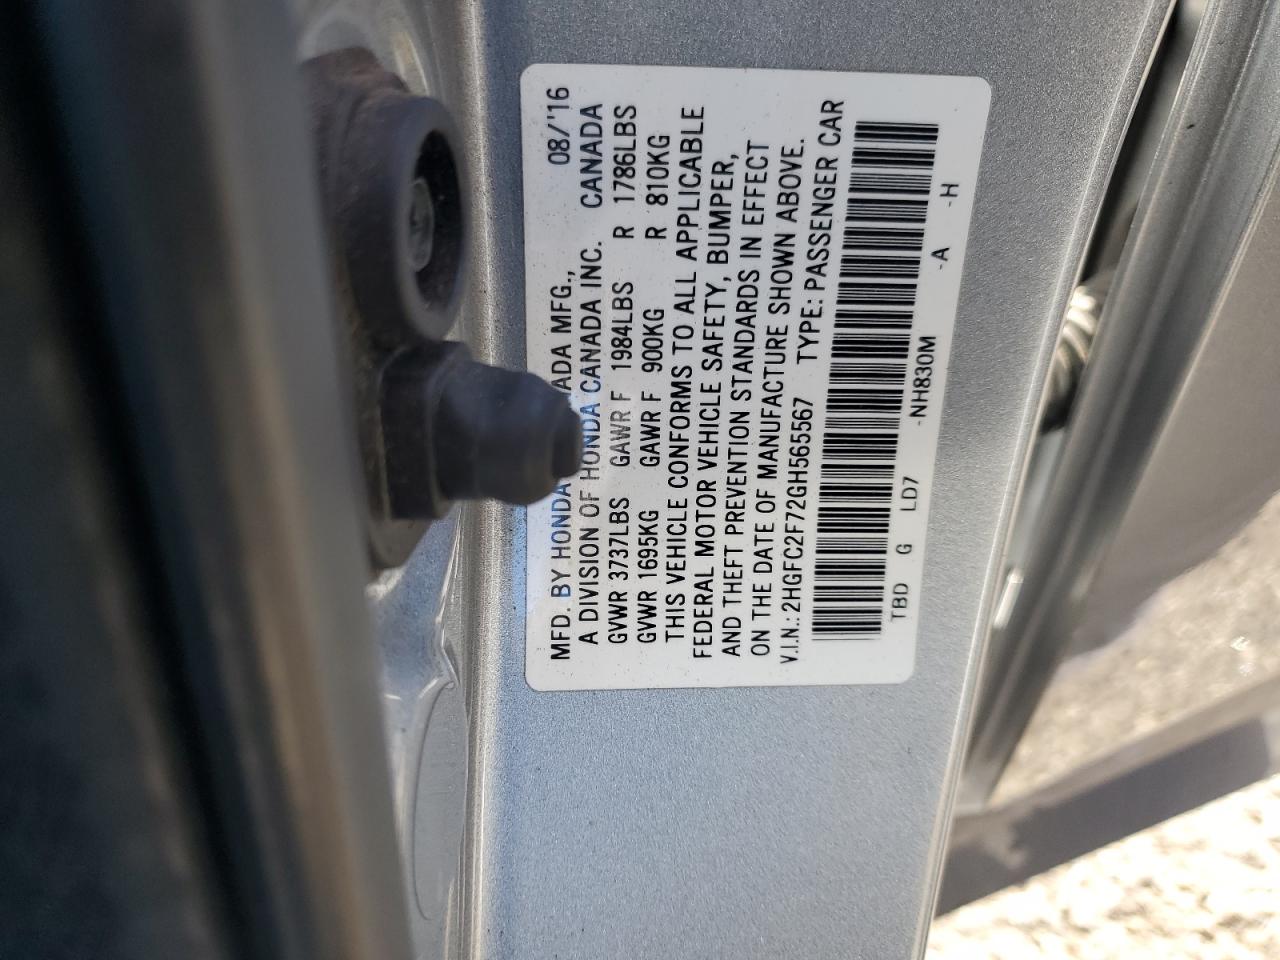 MFD. BY HONDA ADA MFG., 08/'16
A DIVISION OF HONDA CANADA INC. CANADA
GVWR 3737LBS GAWR F 1984LBS R 1786LBS
GVWR 1695KG GAWR F 900KG R 810KG
THIS VEHICLE CONFORMS TO ALL APPLICABLE
FEDERAL MOTOR VEHICLE SAFETY, BUMPER,
AND THEFT PREVENTION STANDARDS IN EFFECT
ON THE DATE OF MANUFACTURE SHOWN ABOVE.
V.I.N.: 2HGFC2F72GH565567 TYPE: PASSENGER CAR
TBD G LD7 -NH830M -A -H